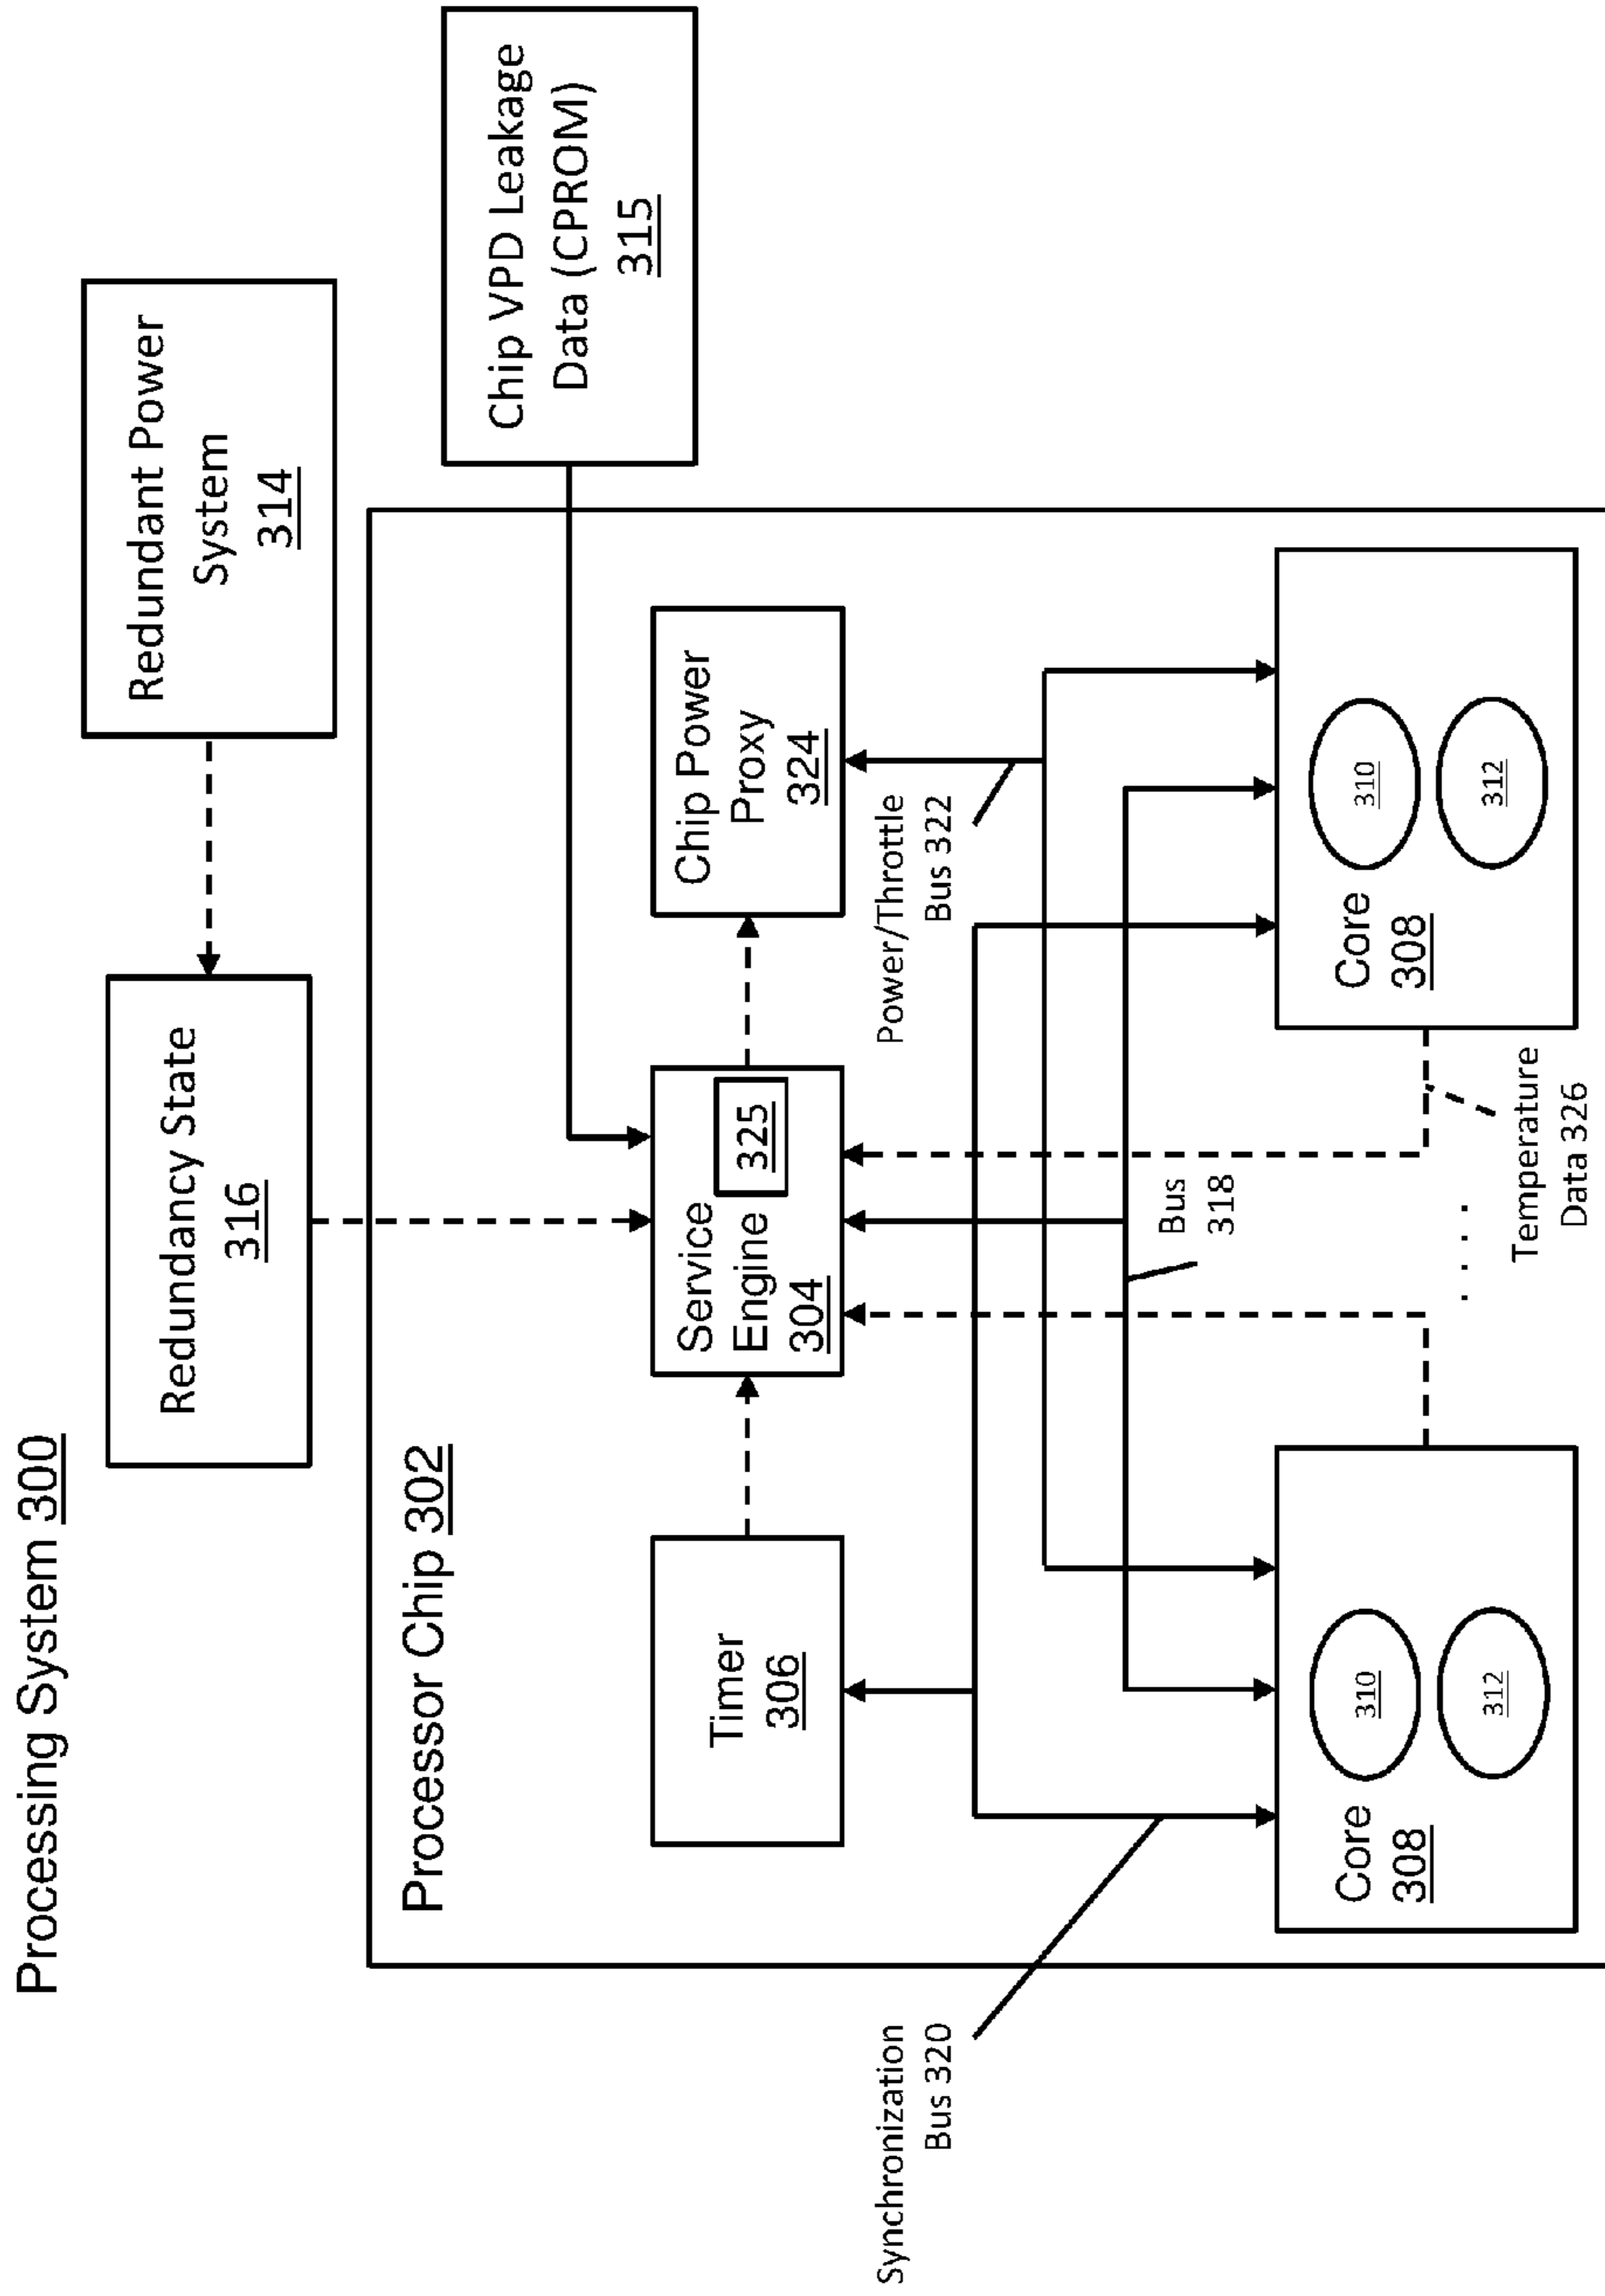 Processing System 300
Redundancy State
316
Redundant Power
System
314
Processor Chip 302
Chip VPD Leakage
Data (CPROM)
315
Timer
306
Service
Engine
304
325
Chip Power
Proxy
324
Synchronization
Bus 320
Power/Throttle
Bus 322
Bus
318
Core
308
310
312
. . . .
Core
308
310
312
Temperature
Data 326